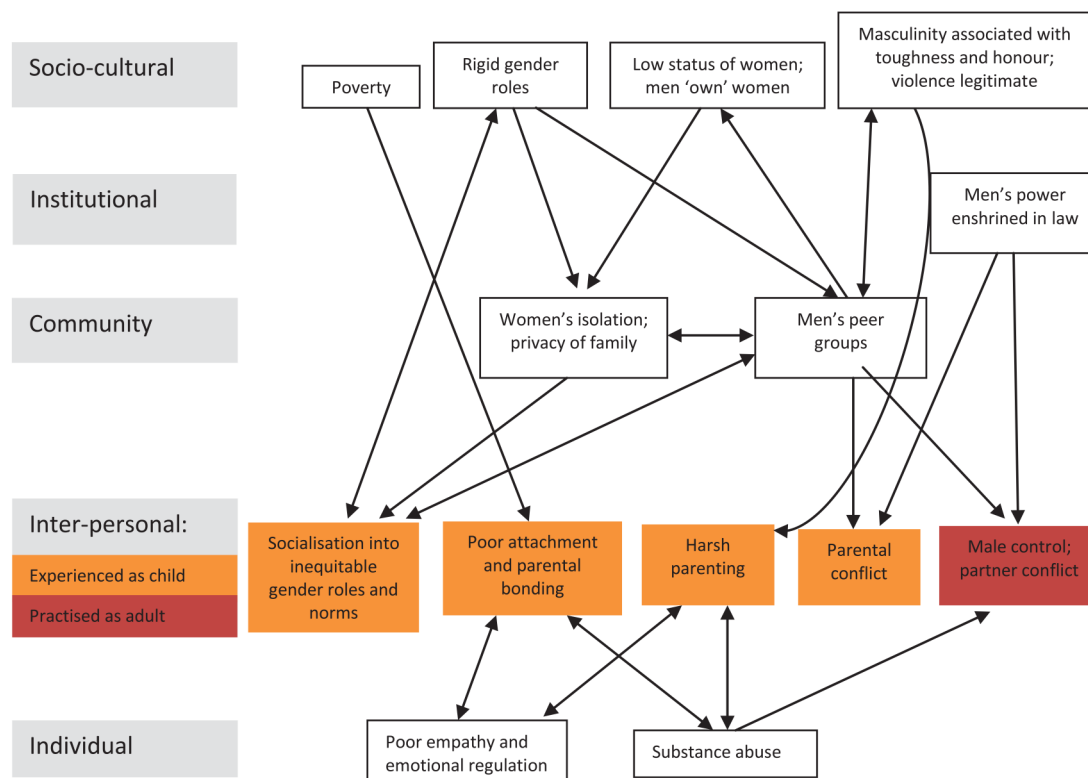 Socio-cultural
Poverty
Rigid gender
roles
Low status of women;
men ‘own’ women
Masculinity associated with
toughness and honour;
violence legitimate
Institutional
Men’s power
enshrined in law
Community
Women’s isolation;
privacy of family
Men’s peer
groups
Inter-personal:
Experienced as child
Practised as adult
Socialisation into
inequitable
gender roles and
norms
Poor attachment
and parental
bonding
Harsh
parenting
Parental
conflict
Male control;
partner conflict
Individual
Poor empathy and
emotional regulation
Substance abuse